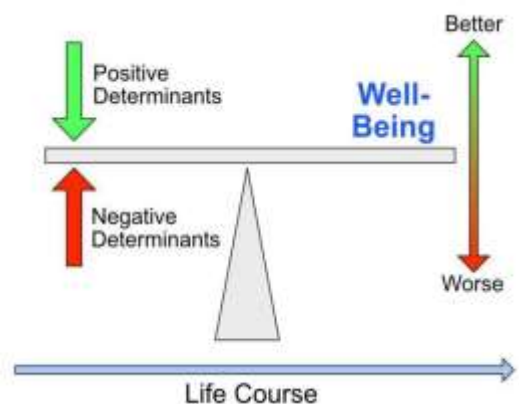 Better
Positive
Determinants
Well-
Being
Negative
Determinants
Worse
Life Course